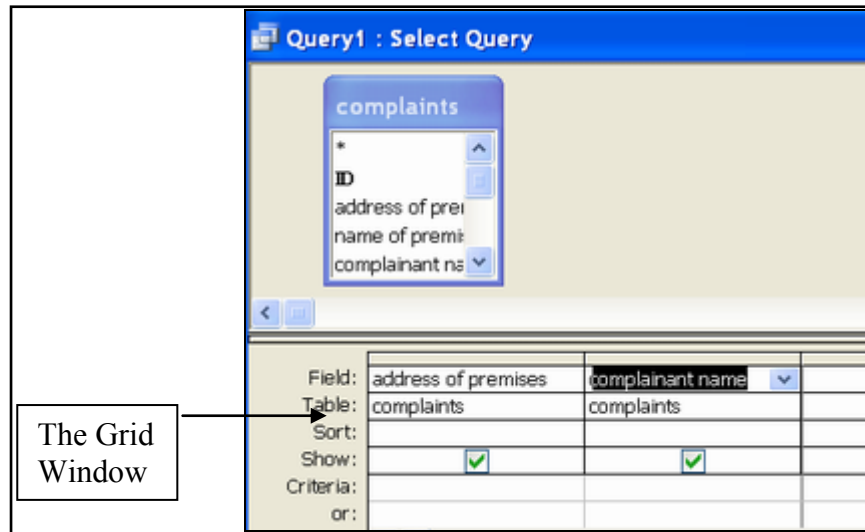 Query1 : Select Query
complaints
*
ID
address of prei
name of premis
complainant na
Field: address of premises complainant name
Table: complaints complaints
Sort:
Show:
Criteria:
or:
The Grid
Window